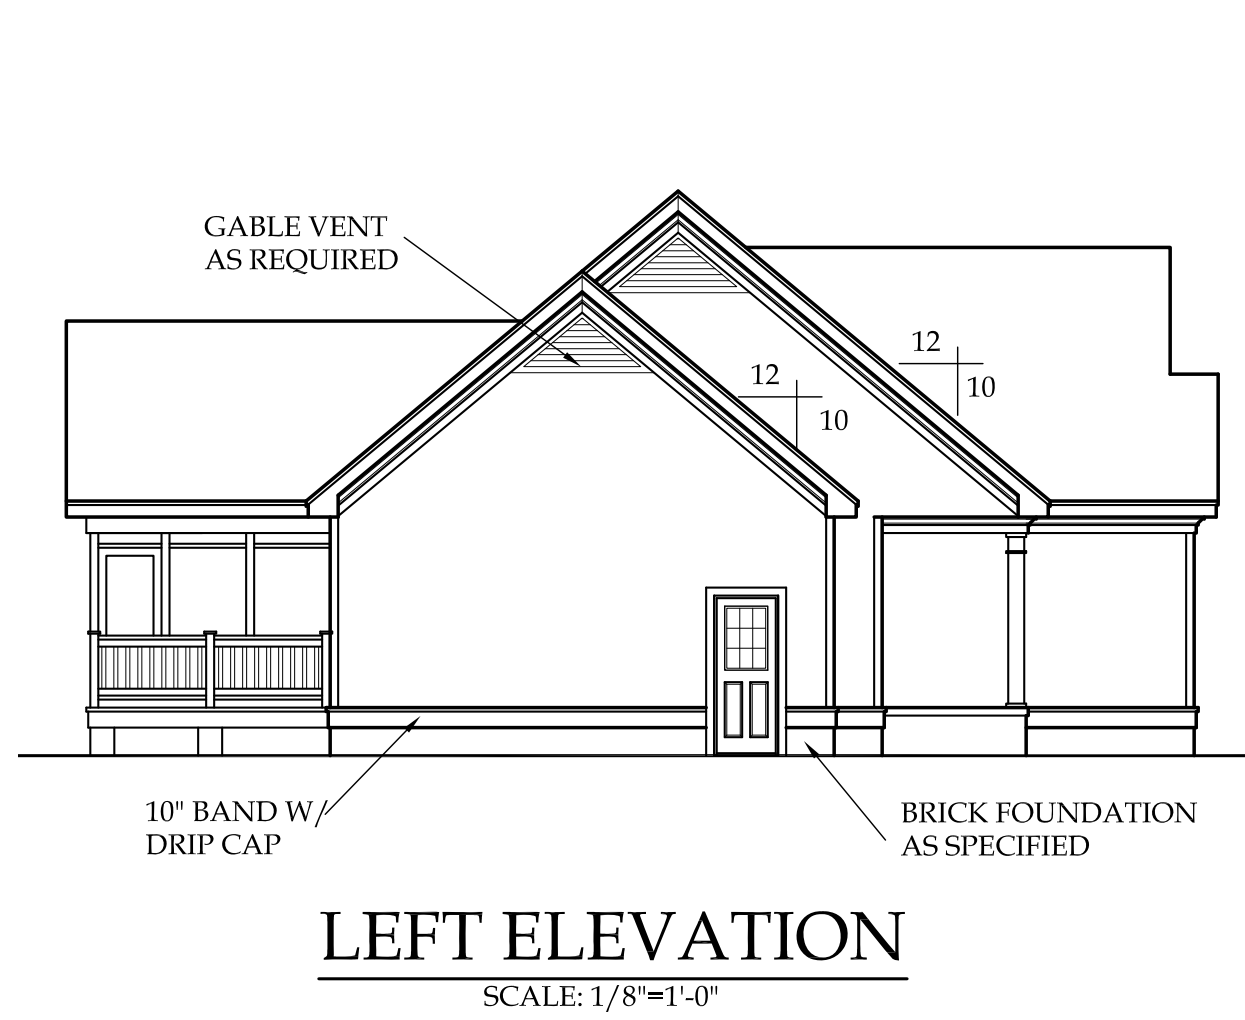 GABLE VENT
AS REQUIRED
12
10
12
10
10" BAND W/
DRIP CAP
BRICK FOUNDATION
AS SPECIFIED
LEFT ELEVATION
SCALE: 1/8"=1'-0"